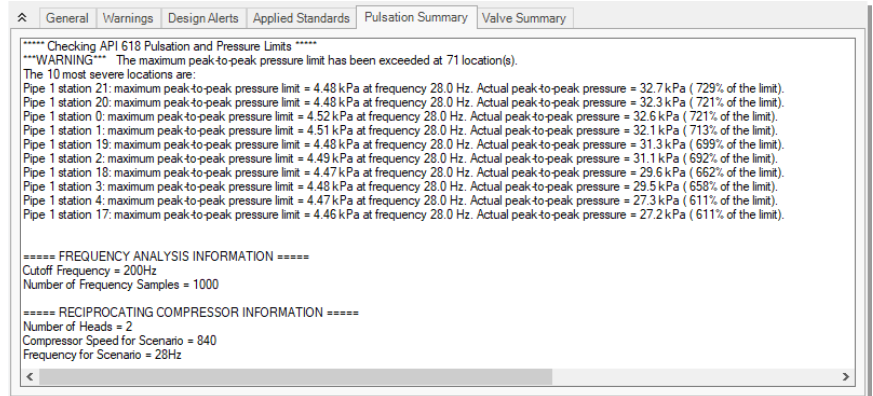 General Warnings Design Alerts Applied Standards Pulsation Summary Valve Summary
***** Checking API 618 Pulsation and Pressure Limits *****
***WARNING*** The maximum peak-to-peak pressure limit has been exceeded at 71 location(s).
The 10 most severe locations are:
Pipe 1 station 21: maximum peak-to-peak pressure limit = 4.48 kPa at frequency 28.0 Hz. Actual peak-to-peak pressure = 32.7 kPa ( 729% of the limit).
Pipe 1 station 20: maximum peak-to-peak pressure limit = 4.48 kPa at frequency 28.0 Hz. Actual peak-to-peak pressure = 32.3 kPa ( 721% of the limit).
Pipe 1 station 0: maximum peak-to-peak pressure limit = 4.52 kPa at frequency 28.0 Hz. Actual peak-to-peak pressure = 32.6 kPa ( 721% of the limit).
Pipe 1 station 1: maximum peak-to-peak pressure limit = 4.51 kPa at frequency 28.0 Hz. Actual peak-to-peak pressure = 32.1 kPa ( 713% of the limit).
Pipe 1 station 19: maximum peak-to-peak pressure limit = 4.48 kPa at frequency 28.0 Hz. Actual peak-to-peak pressure = 31.3 kPa ( 699% of the limit).
Pipe 1 station 2: maximum peak-to-peak pressure limit = 4.49 kPa at frequency 28.0 Hz. Actual peak-to-peak pressure = 31.1 kPa ( 692% of the limit).
Pipe 1 station 18: maximum peak-to-peak pressure limit = 4.47 kPa at frequency 28.0 Hz. Actual peak-to-peak pressure = 29.6 kPa ( 662% of the limit).
Pipe 1 station 3: maximum peak-to-peak pressure limit = 4.48 kPa at frequency 28.0 Hz. Actual peak-to-peak pressure = 29.5 kPa ( 658% of the limit).
Pipe 1 station 4: maximum peak-to-peak pressure limit = 4.47 kPa at frequency 28.0 Hz. Actual peak-to-peak pressure = 27.3 kPa ( 611% of the limit).
Pipe 1 station 17: maximum peak-to-peak pressure limit = 4.46 kPa at frequency 28.0 Hz. Actual peak-to-peak pressure = 27.2 kPa ( 611% of the limit).
===== FREQUENCY ANALYSIS INFORMATION =====
Cutoff Frequency = 200Hz
Number of Frequency Samples = 1000
===== RECIPROCATING COMPRESSOR INFORMATION =====
Number of Heads = 2
Compressor Speed for Scenario = 840
Frequency for Scenario = 28Hz